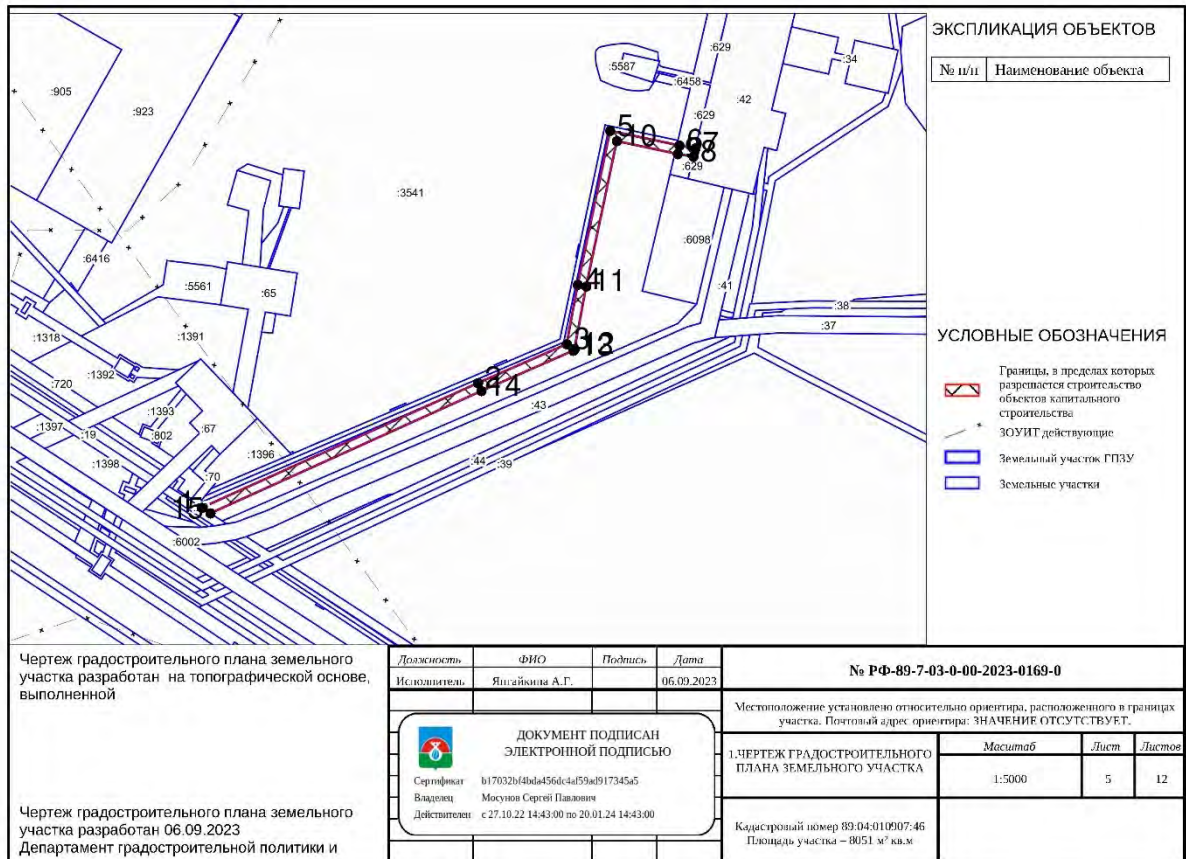 ЭКСПЛИКАЦИЯ ОБЪЕКТОВ
№ п/п Наименование объекта
:905
:923
:3541
:5587
:6458
:629
:629
:42
:34
:629
5
10
6
8
:6416
:5561
:65
:6098
:41
:38
:37
4
11
:1318
:1391
:720
:1392
:1393
:1397
:19
:802
:67
:1398
:1396
:70
:6002
14
15
:43
:44
:39
УСЛОВНЫЕ ОБОЗНАЧЕНИЯ
Границы, в пределах которых
разрешается строительство
объектов капитального
строительства
ЗОУИТ действующие
Земельный участок ГПЗУ
Земельные участки
Чертеж градостроительного плана земельного
участка разработан на топографической основе,
выполненной
Чертеж градостроительного плана земельного
участка разработан 06.09.2023
Департамент градостроительной политики и
Должность ФИО Подпись Дата
Исполнитель Янгайкина А.Г. 06.09.2023
ДОКУМЕНТ ПОДПИСАН
ЭЛЕКТРОННОЙ ПОДПИСЬЮ
Сертификат b17032bf4bda456dc4af59ad917345a5
Владелец Мосунов Сергей Павлович
Действителен с 27.10.22 14:43:00 по 20.01.24 14:43:00
№ РФ-89-7-03-0-00-2023-0169-0
Местоположение установлено относительно ориентира, расположенного в границах
участка. Почтовый адрес ориентира: ЗНАЧЕНИЕ ОТСУТСТВУЕТ.
1.ЧЕРТЕЖ ГРАДОСТРОИТЕЛЬНОГО
ПЛАНА ЗЕМЕЛЬНОГО УЧАСТКА
Масштаб Лист Листов
1:5000 5 12
Кадастровый номер 89:04:010907:46
Площадь участка – 8051 м² кв.м